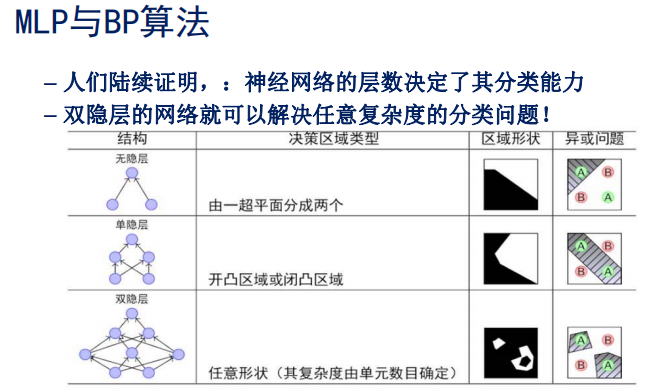 MLP与BP算法
– 人们陆续证明，：神经网络的层数决定了其分类能力
– 双隐层的网络就可以解决任意复杂度的分类问题！
结构 决策区域类型 区域形状 异或问题
无隐层
A B
由一超平面分成两个
B A
单隐层
A B
开凸区域或闭凸区域
B A
双隐层
A B
任意形状（其复杂度由单元数目确定）
B A